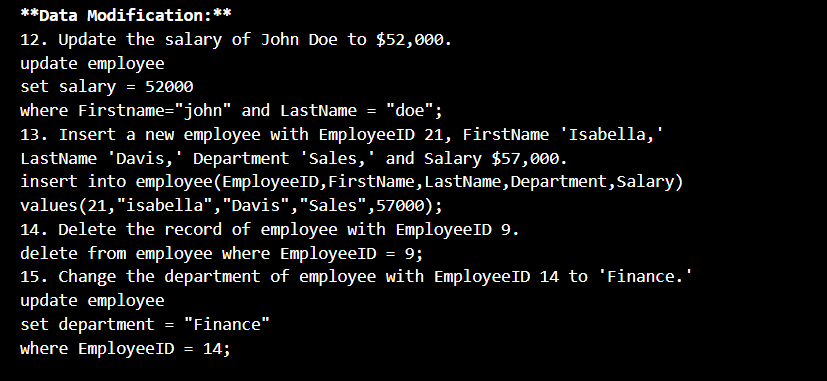 **Data Modification:**
12. Update the salary of John Doe to $52,000.
update employee
set salary = 52000
where Firstname="john" and LastName = "doe";
13. Insert a new employee with EmployeeID 21, FirstName 'Isabella,'
LastName 'Davis,' Department 'Sales,' and Salary $57,000.
insert into employee(EmployeeID,FirstName,LastName,Department,Salary)
values(21,"isabella","Davis","Sales",57000);
14. Delete the record of employee with EmployeeID 9.
delete from employee where EmployeeID = 9;
15. Change the department of employee with EmployeeID 14 to 'Finance.'
update employee
set department = "Finance"
where EmployeeID = 14;